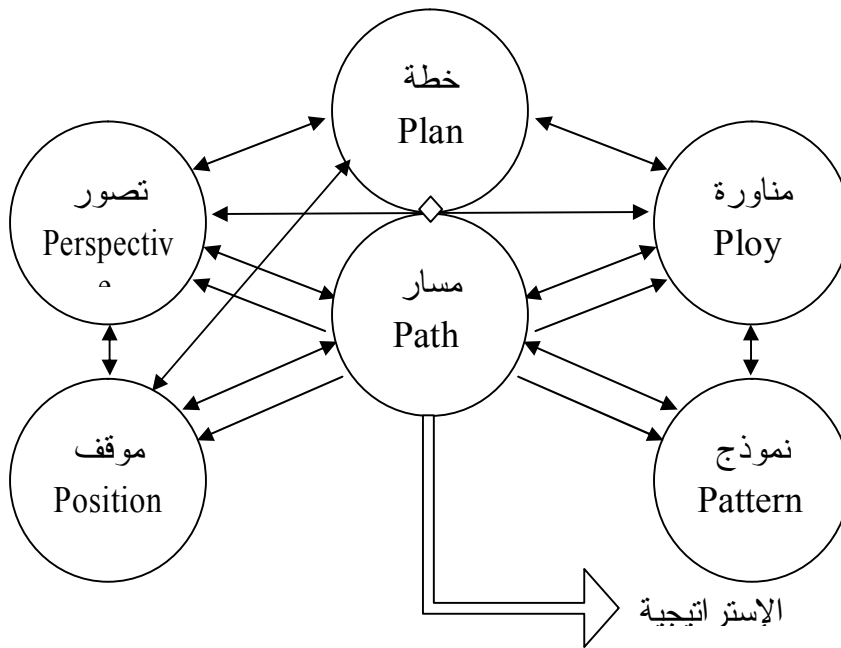 خطة
Plan
تصور
Perspectiv
e
مناورة
Ploy
مسار
Path
موقف
Position
نموذج
Pattern
الإستراتيجية